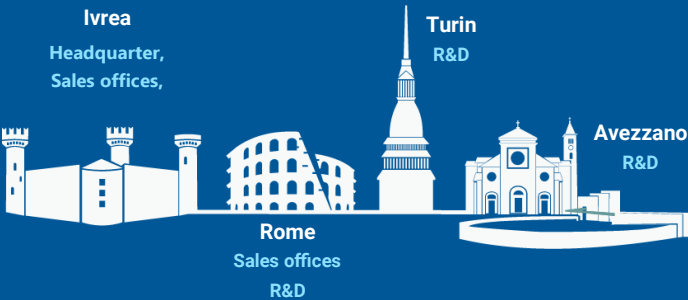 Ivrea
Headquarter,
Sales offices,
Turin
R&D
Avezzano
R&D
Rome
Sales offices
R&D